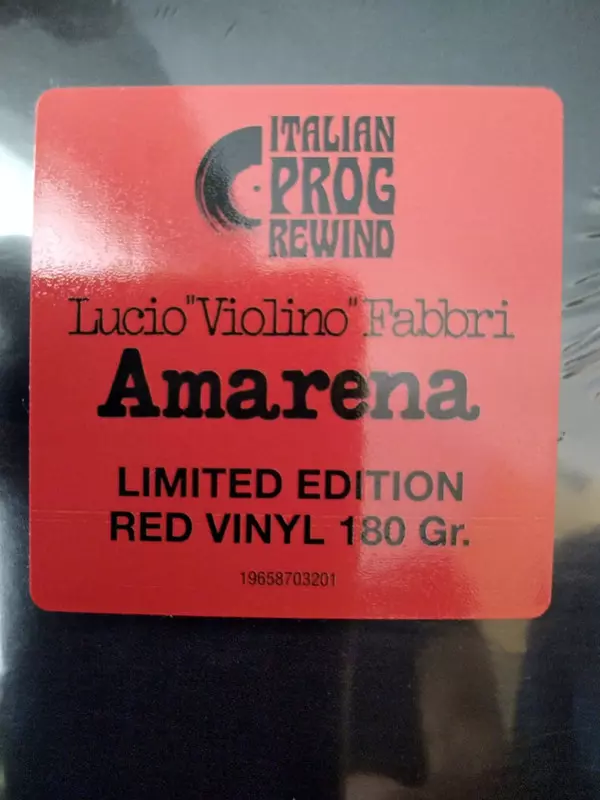 ITALIAN
PROG
REWIND
Lucio"Violino"Fabbri
Amarena
LIMITED EDITION
RED VINYL 180 Gr.
19658703201